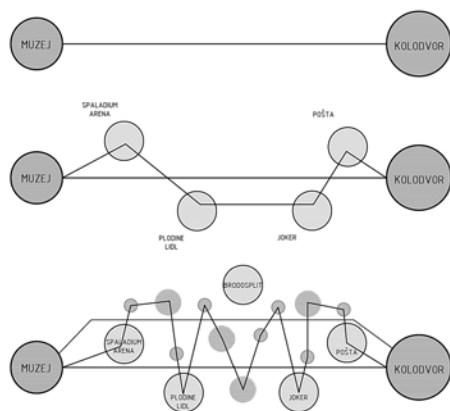 MUZEJ
KOLODVOR
SPALADIUM
ARENA
POŠTA
MUZEJ
KOLODVOR
PLODINE
LIDL
JOKER
BRODOSPLIT
SPALADIUM
ARENA
POŠTA
MUZEJ
KOLODVOR
PLODINE
LIDL
JOKER